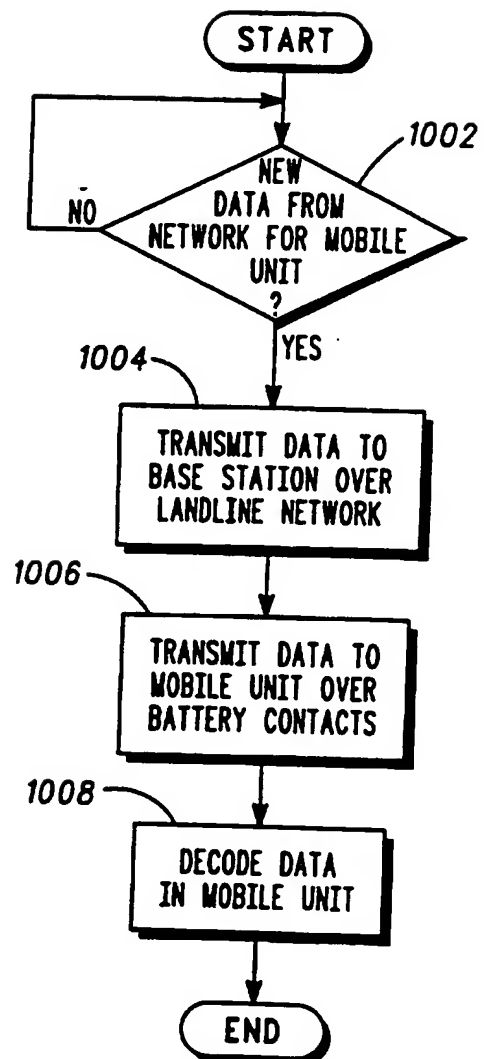 START
1002
NEW
DATA FROM
NETWORK FOR MOBILE
UNIT
?
NO
YES
1004
TRANSMIT DATA TO
BASE STATION OVER
LANDLINE NETWORK
1006
TRANSMIT DATA TO
MOBILE UNIT OVER
BATTERY CONTACTS
1008
DECODE DATA
IN MOBILE UNIT
END